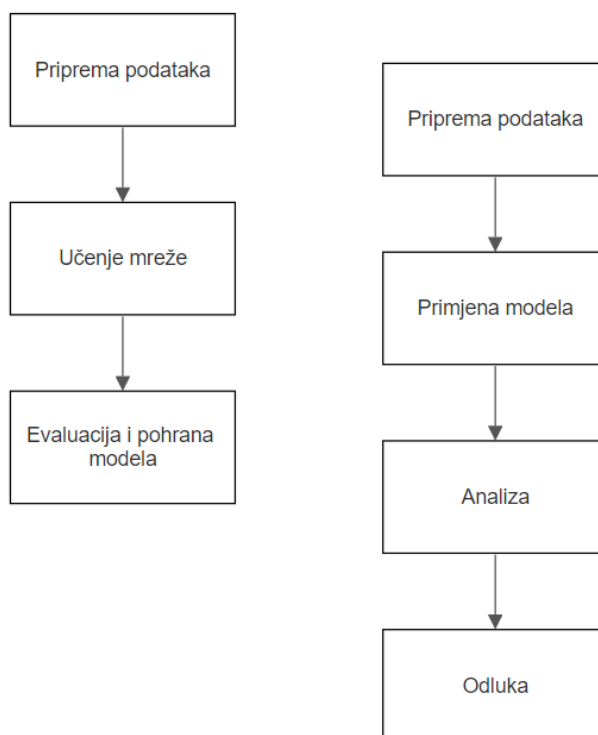 Priprema podataka
Učenje mreže
Evaluacija i pohrana
modela
Priprema podataka
Primjena modela
Analiza
Odluka